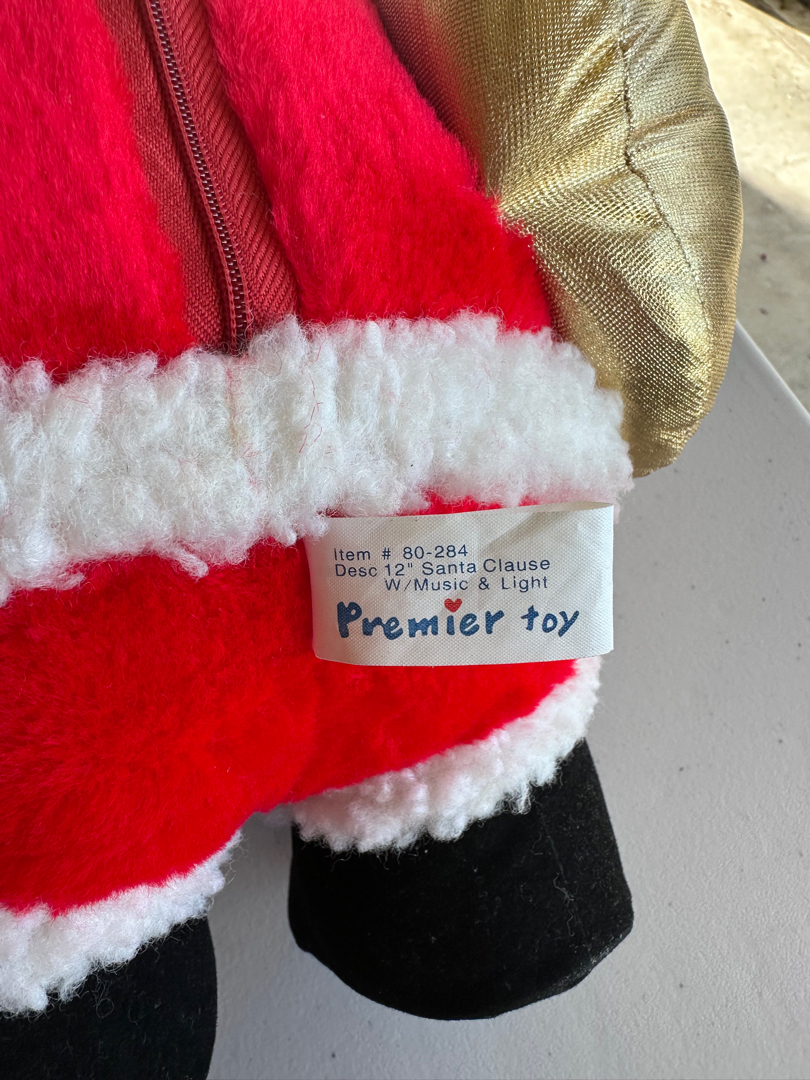 Item # 80-284
Desc 12" Santa Clause
W/Music & Light
Premier toy